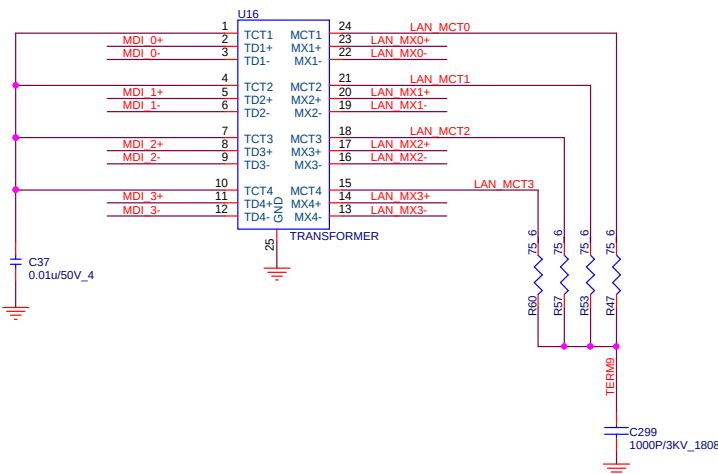 U16
1 TCT1 MCT1 24 LAN_MCT0
MDI_0+ 2 TD1+ MX1+ 23 LAN_MX0+
MDI_0- 3 TD1- MX1- 22 LAN_MX0-
4 TCT2 MCT2 21 LAN_MCT1
MDI_1+ 5 TD2+ MX2+ 20 LAN_MX1+
MDI_1- 6 TD2- MX2- 19 LAN_MX1-
7 TCT3 MCT3 18 LAN_MCT2
MDI_2+ 8 TD3+ MX3+ 17 LAN_MX2+
MDI_2- 9 TD3- MX3- 16 LAN_MX2-
10 TCT4 MCT4 15 LAN_MCT3
MDI_3+ 11 TD4+ MX4+ 14 LAN_MX3+
MDI_3- 12 TD4- MX4- 13 LAN_MX3-
GND
25
TRANSFORMER
C37
0.01u/50V_4
75_6 75_6 75_6 75_6
R60 R57 R53 R47
TERM9
C299
1000P/3KV_1808